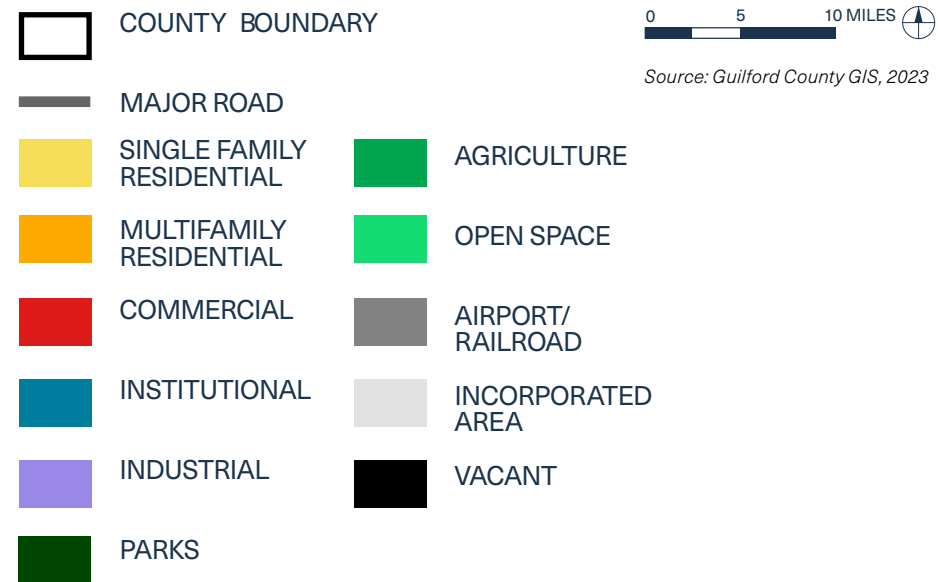 COUNTY BOUNDARY
0 5 10 MILES
Source: Guilford County GIS, 2023
MAJOR ROAD
SINGLE FAMILY
RESIDENTIAL
MULTIFAMILY
RESIDENTIAL
COMMERCIAL
INSTITUTIONAL
INDUSTRIAL
PARKS
AGRICULTURE
OPEN SPACE
AIRPORT/
RAILROAD
INCORPORATED
AREA
VACANT